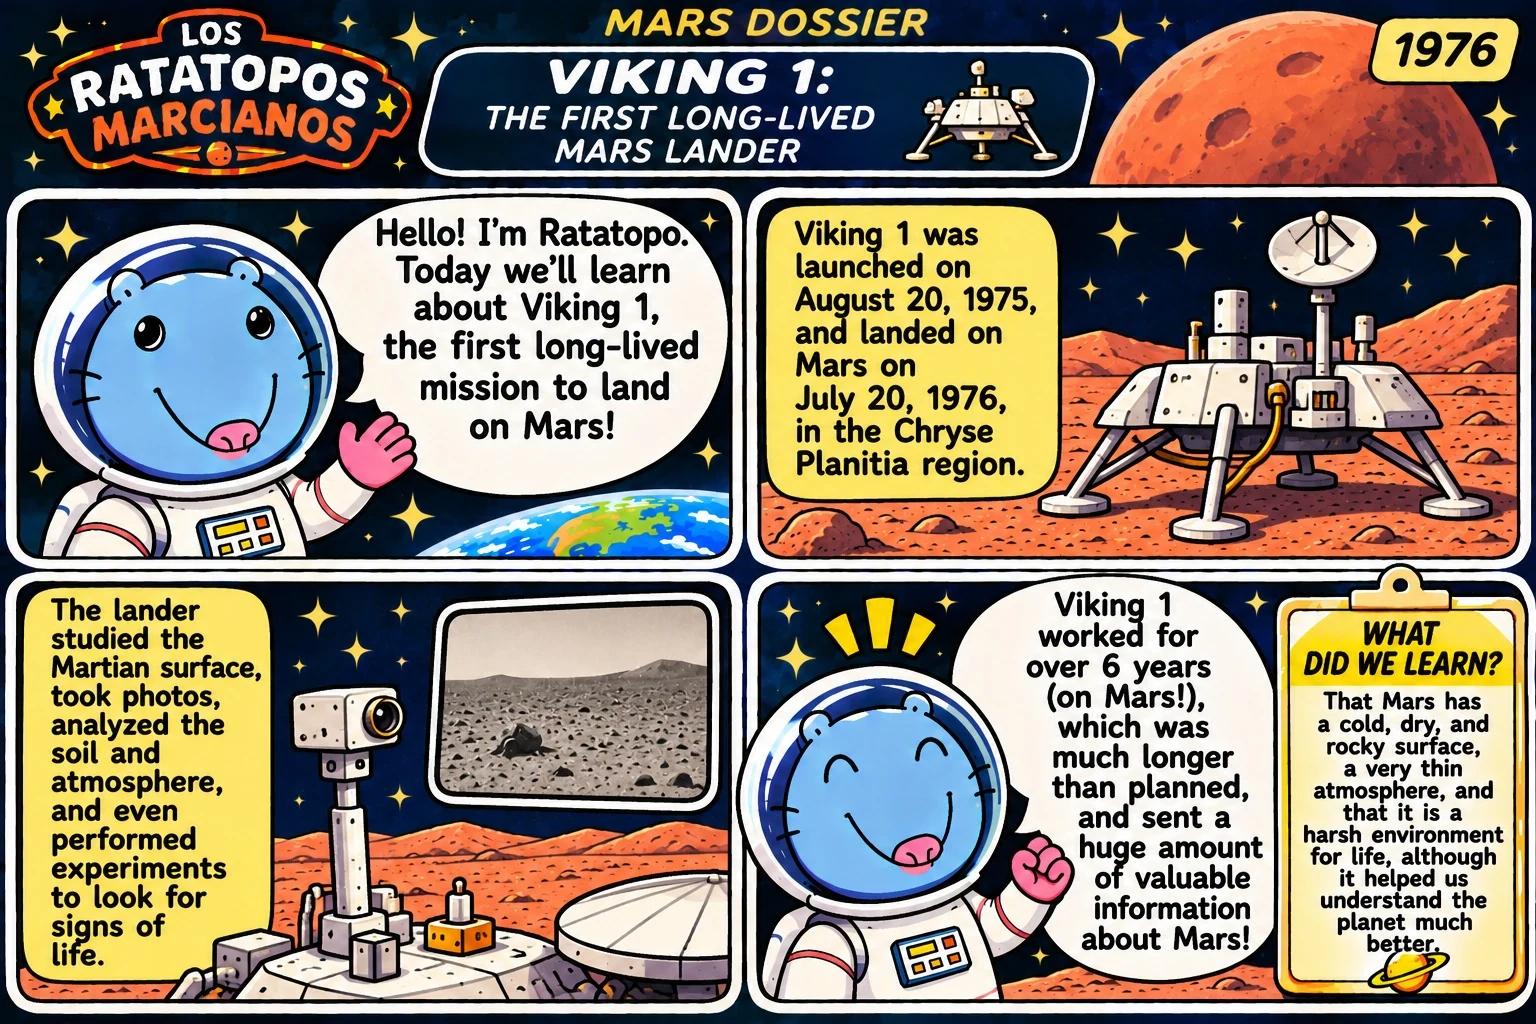 LOS
RATATOPOS
MARCIANOS
MARS DOSSIER
VIKING 1:
THE FIRST LONG-LIVED
MARS LANDER
1976
Hello! I'm Ratatopo.
Today we'll learn
about Viking 1,
the first long-lived
mission to land
on Mars!
Viking 1 was
launched on
August 20, 1975,
and landed on
Mars on
July 20, 1976,
in the Chryse
Planitia region.
The lander
studied the
Martian surface,
took photos,
analyzed the
soil and
atmosphere,
and even
performed
experiments
to look for
signs of
life.
Viking 1
worked for
over 6 years
(on Mars!),
which was
much longer
than planned,
and sent a
huge amount
of valuable
information
about Mars!
WHAT
DID WE LEARN?
That Mars has
a cold, dry, and
rocky surface,
a very thin
atmosphere, and
that it is a
harsh environment
for life, although
it helped us
understand the
planet much
better.